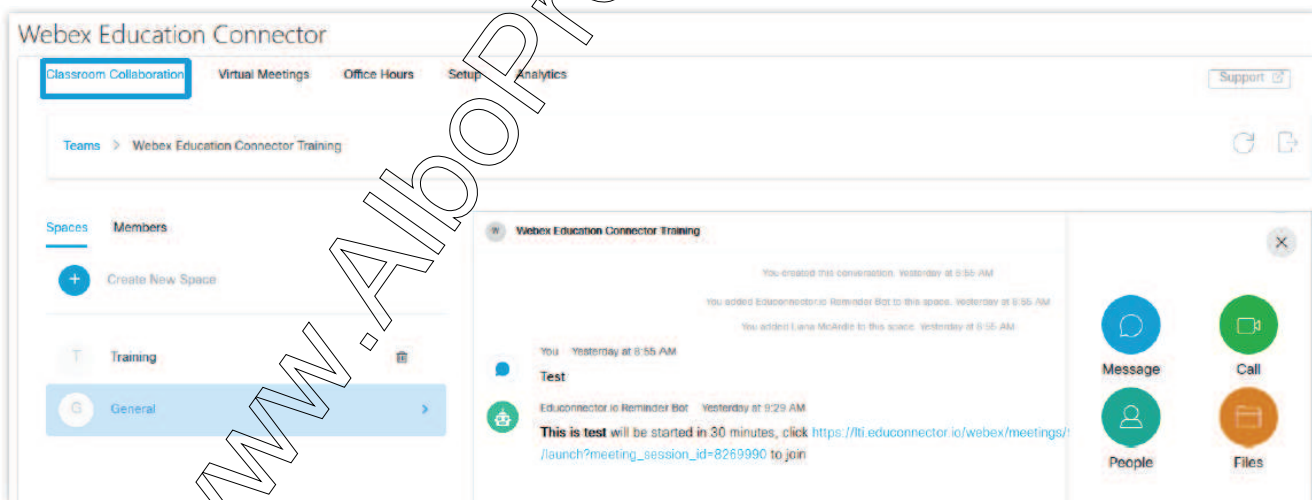 Webex Education Connector
Classroom Collaboration Virtual Meetings Office Hours Setup Analytics Support
Teams > Webex Education Connector Training
Spaces Members
W Webex Education Connector Training
+ Create New Space
You created this conversation. Yesterday at 8:55 AM
You added Educonnector.io Reminder Bot to this space. Yesterday at 8:55 AM
You added Liana McArdle to this space. Yesterday at 8:55 AM
T Training
G General
You Yesterday at 8:55 AM
Test
Educonnector.io Reminder Bot Yesterday at 9:29 AM
This is test will be started in 30 minutes, click https://lti.educonnector.io/webex/meetings/
/launch?meeting_session_id=8269990 to join
Message Call
People Files
www.AlboPr